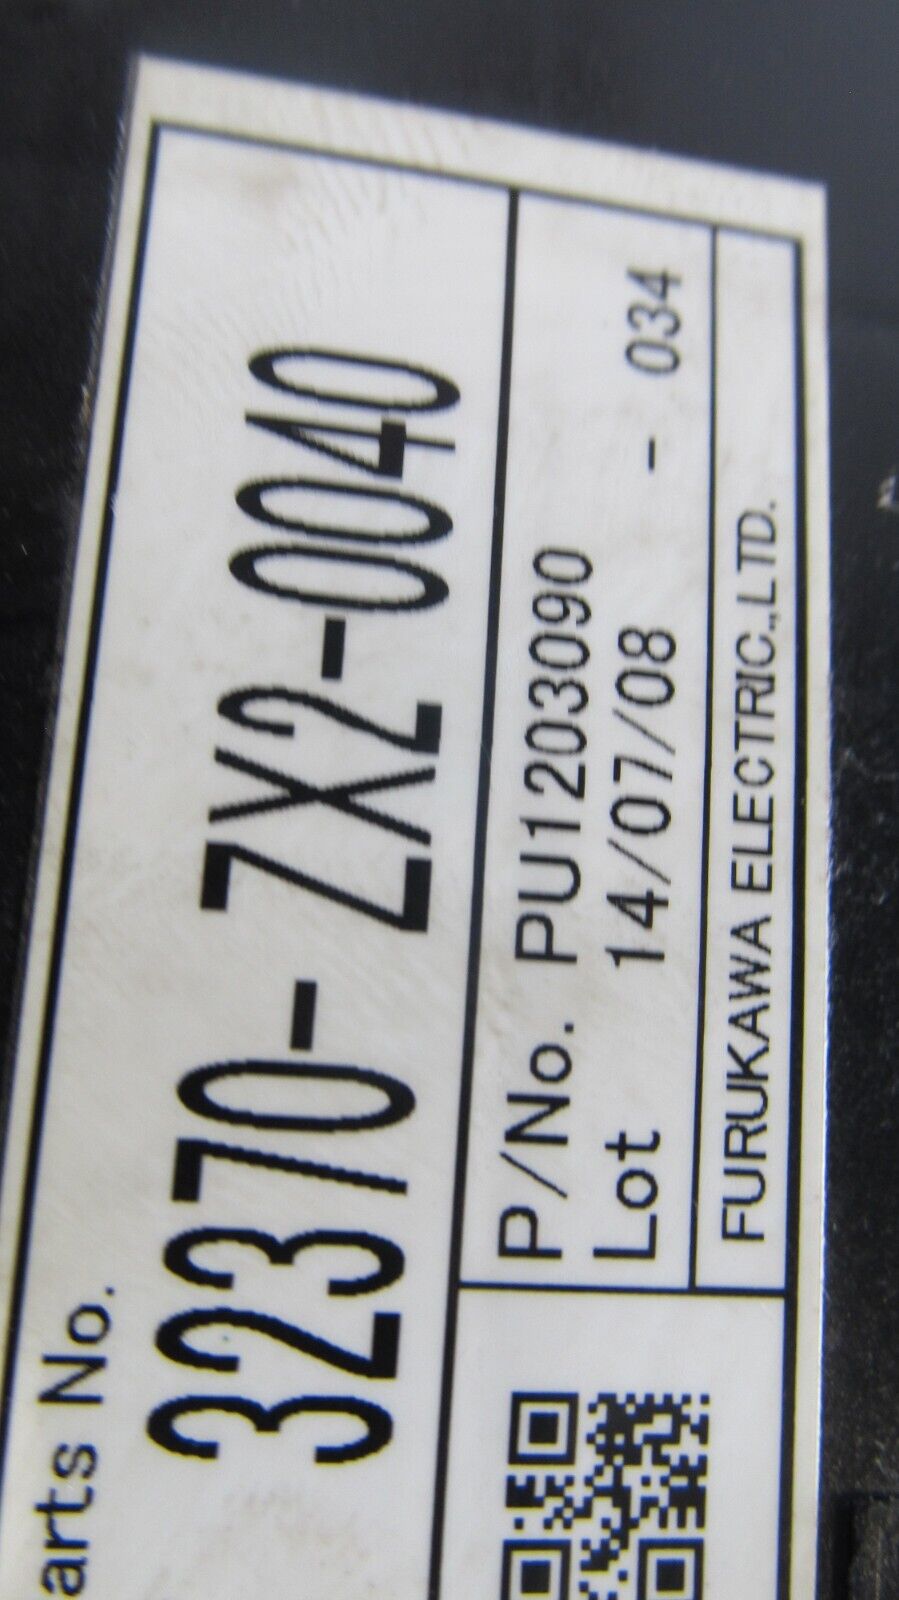 arts No.
32370- ZX2-0040
P/No. PU1203090
Lot 14/07/08 - 034
FURUKAWA ELECTRIC.,LTD.